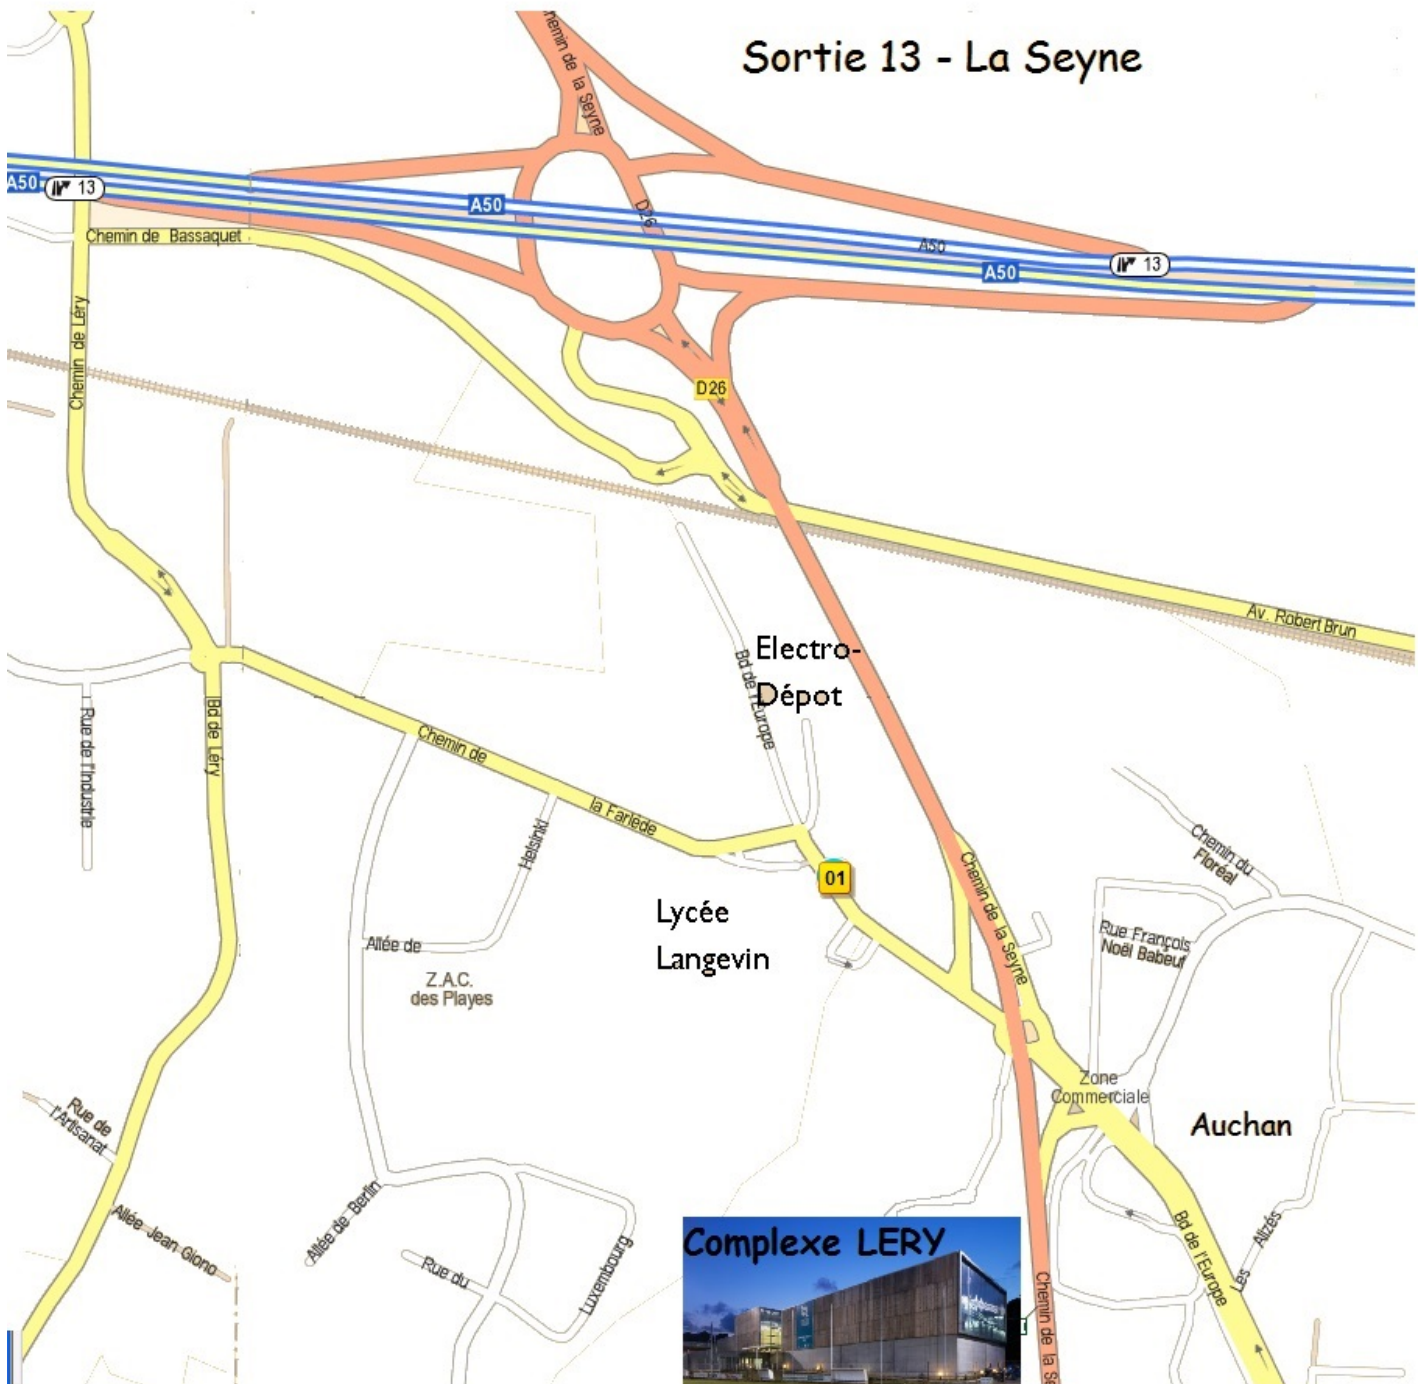 Sortie 13 - La Seyne
Chemin de la Seyne
A50
13
A50
D26
A50
A50
13
Chemin de Bassaquet
Chemin de Léry
D26
Av. Robert Brun
Electro-
Dépot
Bd de l'Europe
Rue de l'Industrie
Bd de Léry
Chemin de
la Farlède
Helsinki
01
Chemin de la Seyne
Chemin du
Floréal
Lycée
Langevin
Allée de
Rue François
Noël Babeuf
Z.A.C.
des Playes
Zone
Commerciale
Auchan
Rue de
l'Artisanat
Allée de Berlin
Allée Jean Giono
Rue du
Luxembourg
Complexe LERY
Bd de l'Europe
Les Alizés
Chemin de la Se